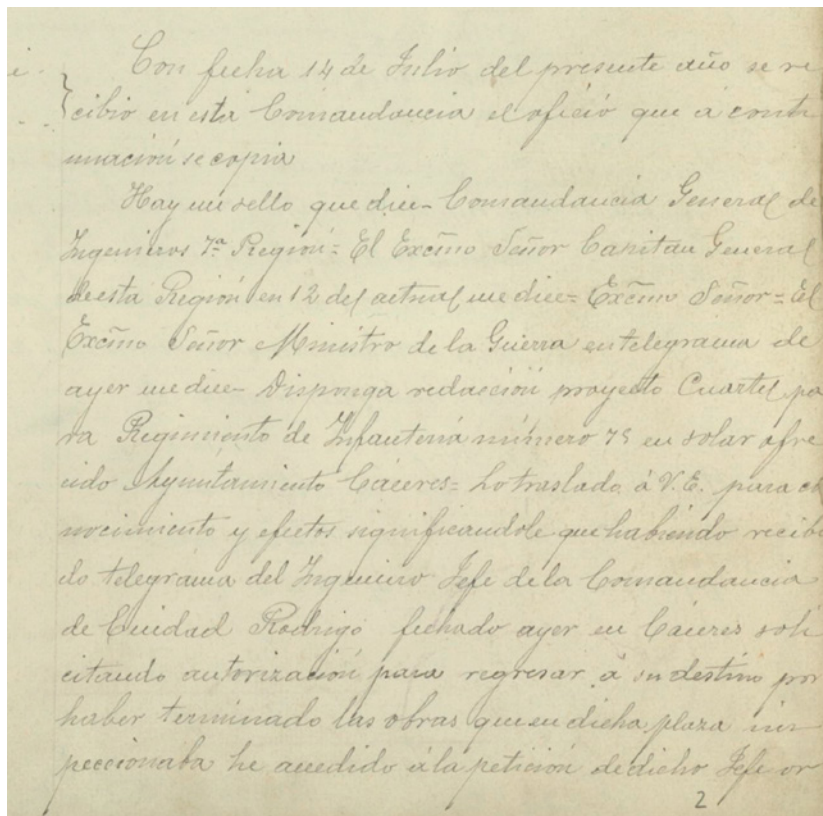 Con fecha 14 de Julio del presente año se re
cibio en esta Comandancia el oficio que á conti
nuación se copia
Hay un sello que dice- Comandancia General de
Ingenieros 7ª Región= El Excmo Señor Capitan General
de esta Región en 12 del actual me dice= Excmo Señor= El
Excmo Señor Ministro de la Guerra en telegrama de
ayer me dice- Disponga redacción proyecto Cuartel pa
ra Regimiento de Infantería número 75 en solar ofre
cido Ayuntamiento Cáceres= Lo traslado á V.E. para co
nocimiento y efectos significandole que habiendo recibi
do telegrama del Ingeniero Jefe de la Comandancia
de Ciudad Rodrigo fechado ayer en Cáceres soli
citando autorización para regresar á su destino por
haber terminado las obras que en dicha plaza ins
peccionaba he accedido á la petición de dicho Jefe or
2